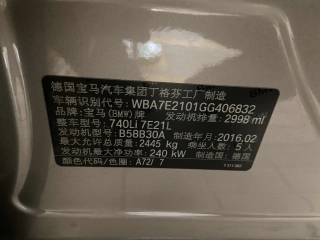 德国宝马汽车集团丁格芬工厂制造
车辆识别代号: WBA7E2101GG406832
品牌: 宝马(BMW)牌 发动机排量: 2998 ml
整车型号: 740Li 7E21L
发动机型号: B58B30A 制造年月: 2016.02
最大允许总质量: 2445 kg 乘坐人数: 5 人
发动机最大净功率: 240 kW 制造国: 德国
颜色代码/色圈: A72/ 7